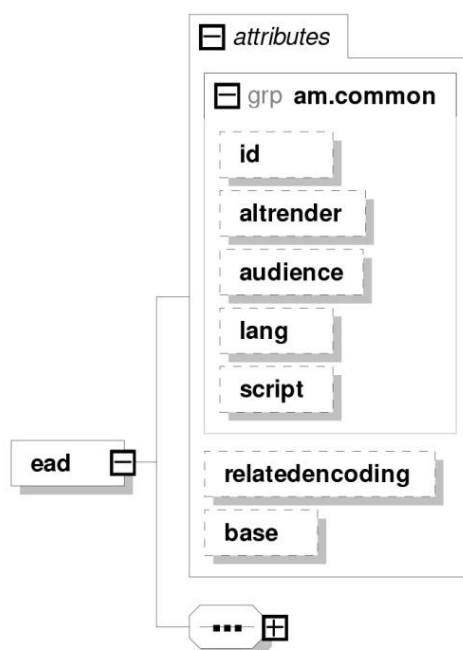 attributes
grp am.common
id
altrender
audience
lang
script
ead
relatedencoding
base